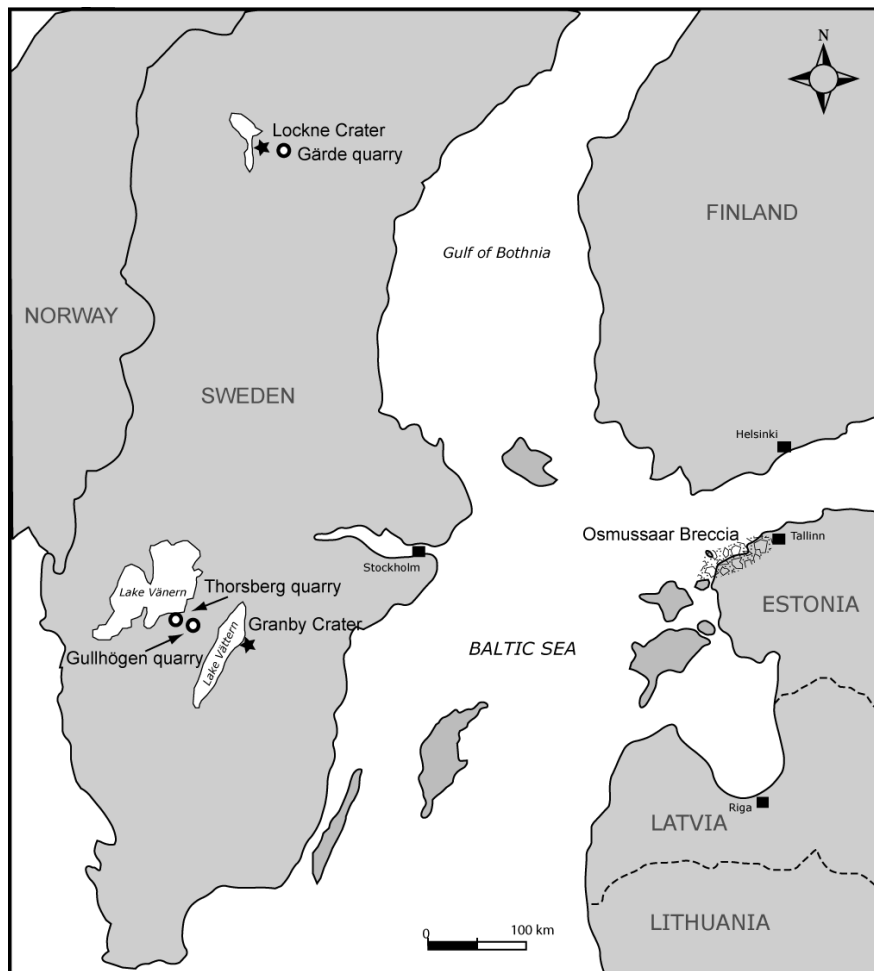 N
Lockne Crater
Gärde quarry
FINLAND
Gulf of Bothnia
NORWAY
SWEDEN
Helsinki
Osmussaar Breccia
Tallinn
Stockholm
Lake Vänern
Thorsberg quarry
ESTONIA
Granby Crater
Gullhögen quarry
Lake Vättern
BALTIC SEA
Riga
LATVIA
LITHUANIA
0
100 km